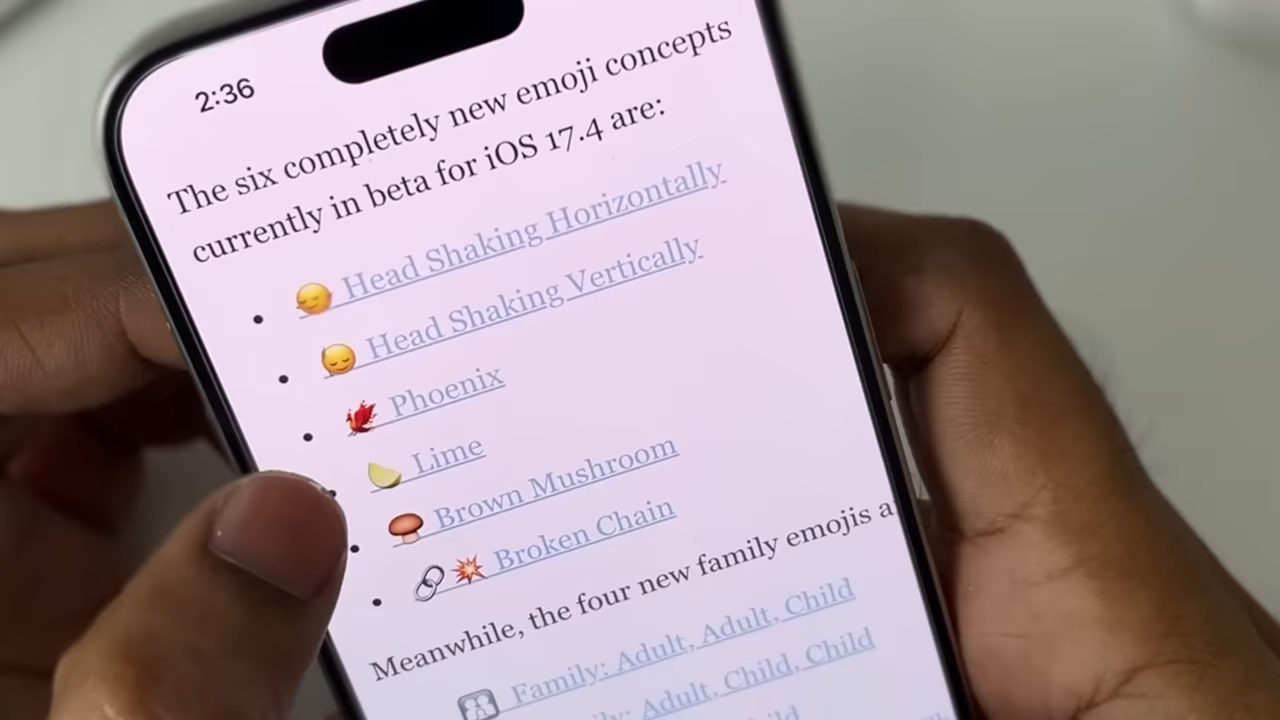 2:36
The six completely new emoji concepts
currently in beta for iOS 17.4 are:
Head Shaking Horizontally
Head Shaking Vertically
Phoenix
Lime
Brown Mushroom
Broken Chain
Meanwhile, the four new family emojis a
Family: Adult, Adult, Child
Adult, Child, Child